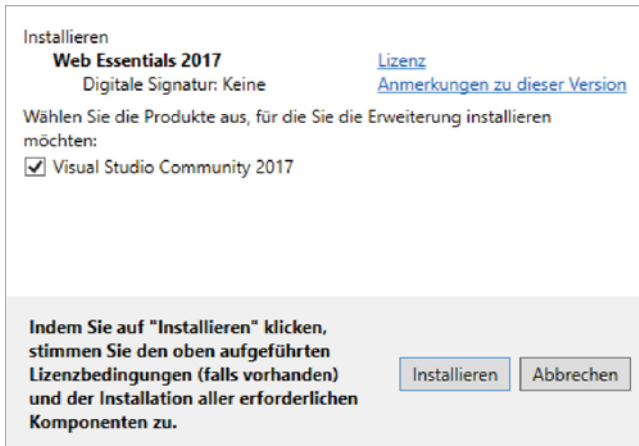 Installieren
Web Essentials 2017 Lizenz
Digitale Signatur: Keine Anmerkungen zu dieser Version
Wählen Sie die Produkte aus, für die Sie die Erweiterung installieren
möchten:
Visual Studio Community 2017
Indem Sie auf "Installieren" klicken,
stimmen Sie den oben aufgeführten
Lizenzbedingungen (falls vorhanden)
und der Installation aller erforderlichen
Komponenten zu.
Installieren Abbrechen